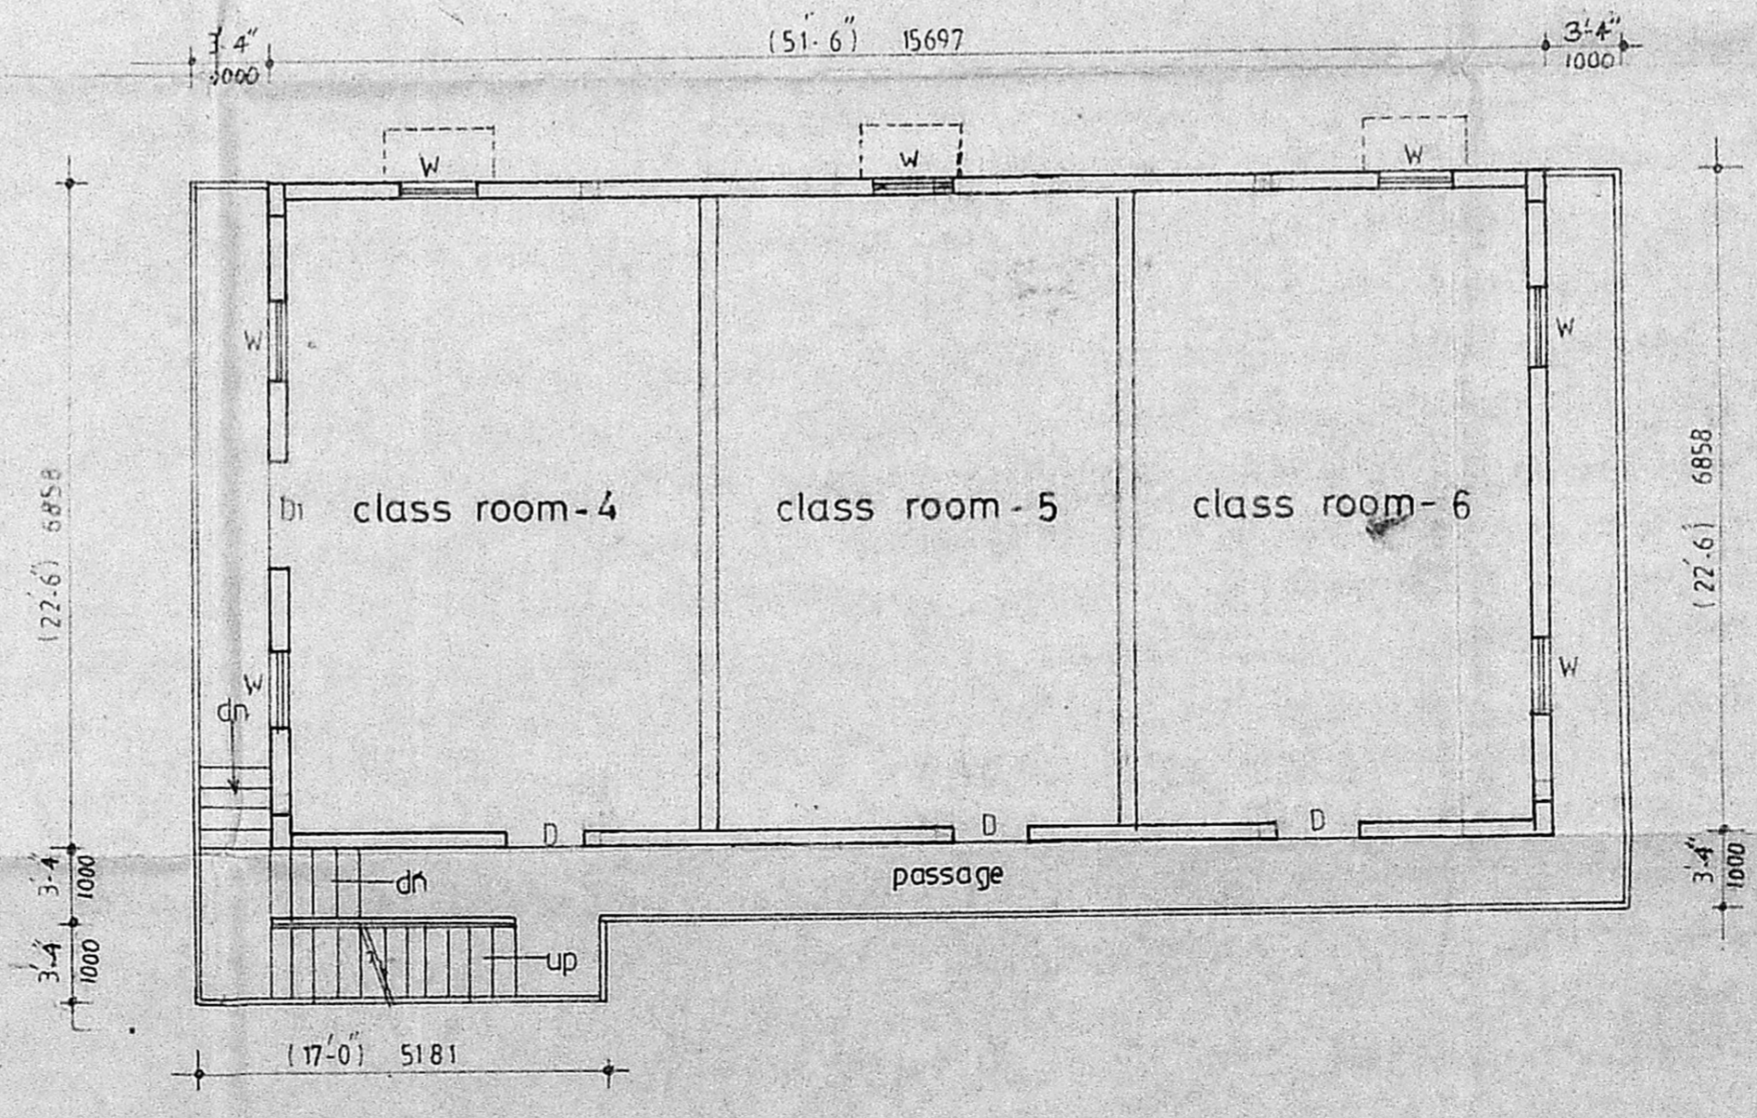 3'-4" (51'-6") 15697 3'-4"
1000 1000
W W W
W W
(22'-6") 6858
(22'-6") 6858
D1 class room-4 class room-5 class room-6
W W
dn
D D D
3'-4" 1000
dn passage
3'-4" 1000
3'-4" 1000
up
(17'-0") 5181